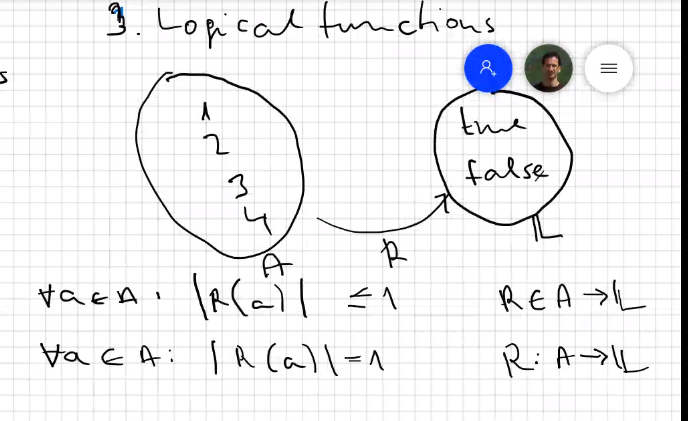 3. Logical functions
s
1
2
3
4
true
false
A
R
𝕃
∀a∈A: |R(a)| ≤ 1 R∈A→𝕃
∀a∈A: |R(a)| = 1 R: A→𝕃